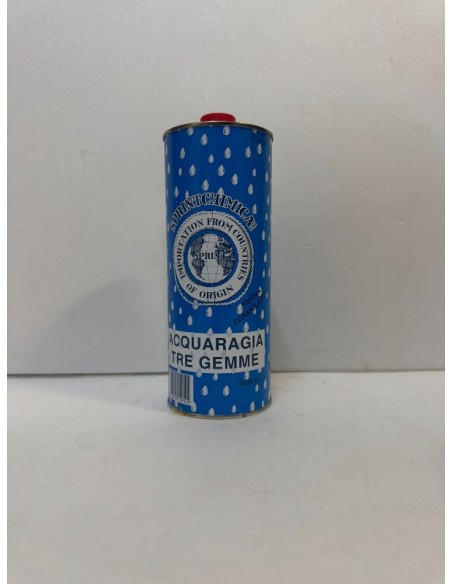 SPRINTCHIMICA
IMPORTATION FROM COUNTRIES
OF ORIGIN
SPRINT
ACQUARAGIA
TRE GEMME